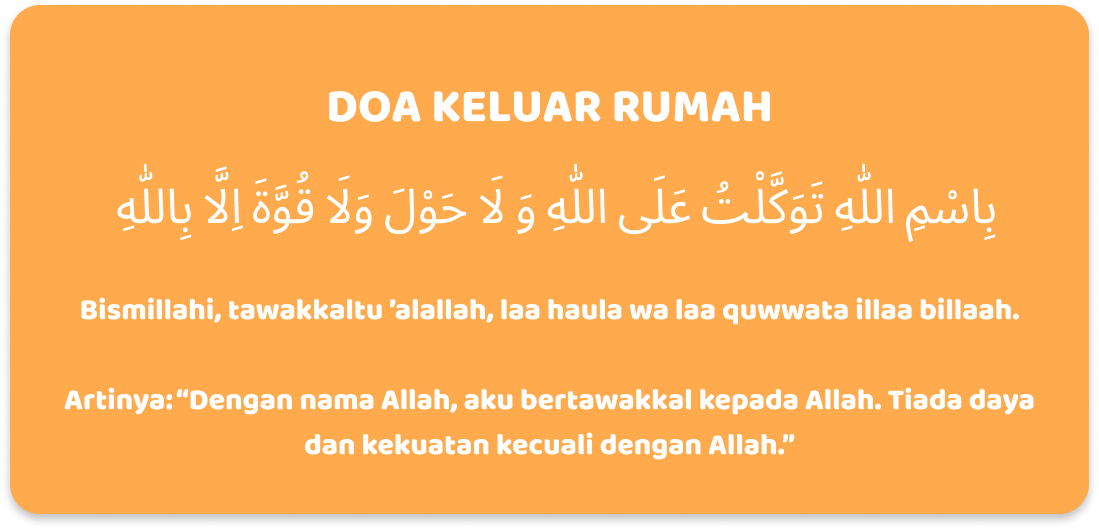 DOA KELUAR RUMAH
بِاسْمِ اللّٰهِ تَوَكَّلْتُ عَلَى اللّٰهِ وَ لَا حَوْلَ وَلَا قُوَّةَ اِلَّا بِاللّٰهِ
Bismillahi, tawakkaltu ’alallah, laa haula wa laa quwwata illaa billaah.
Artinya: “Dengan nama Allah, aku bertawakkal kepada Allah. Tiada daya
dan kekuatan kecuali dengan Allah.”